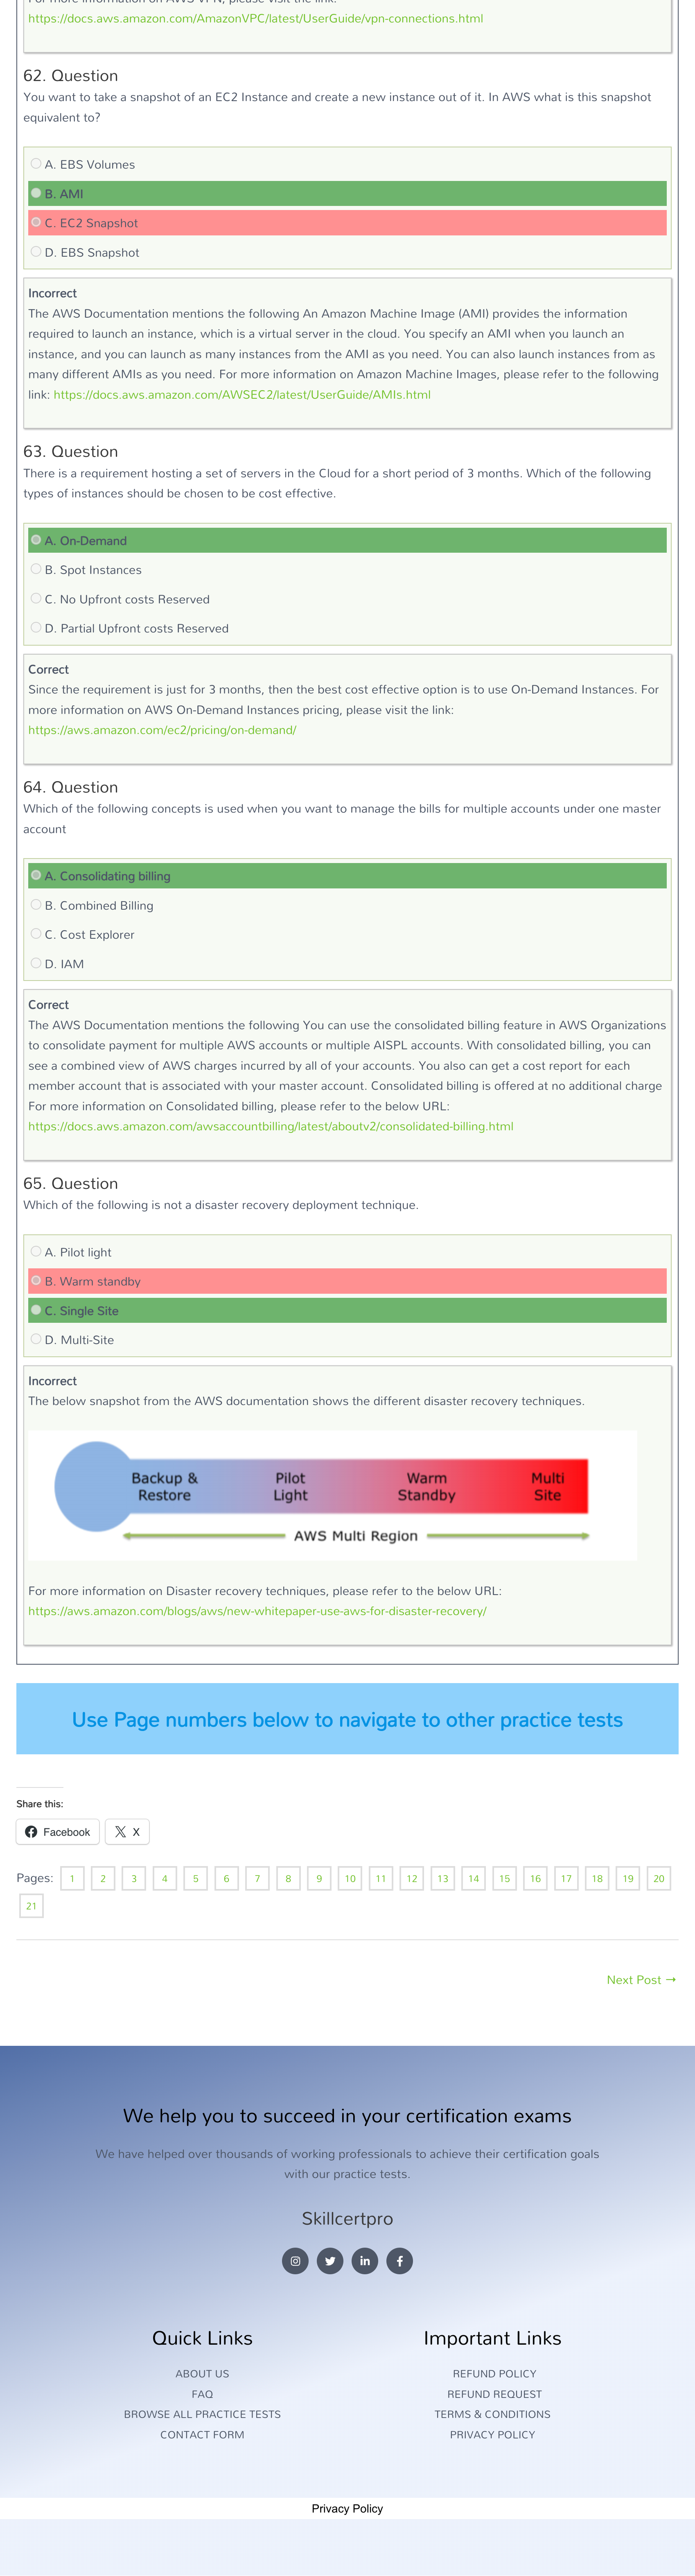 For more information on AWS VPN, please visit the link:
https://docs.aws.amazon.com/AmazonVPC/latest/UserGuide/vpn-connections.html
62. Question
You want to take a snapshot of an EC2 Instance and create a new instance out of it. In AWS what is this snapshot
equivalent to?
A. EBS Volumes
B. AMI
C. EC2 Snapshot
D. EBS Snapshot
Incorrect
The AWS Documentation mentions the following An Amazon Machine Image (AMI) provides the information
required to launch an instance, which is a virtual server in the cloud. You specify an AMI when you launch an
instance, and you can launch as many instances from the AMI as you need. You can also launch instances from as
many different AMIs as you need. For more information on Amazon Machine Images, please refer to the following
link: https://docs.aws.amazon.com/AWSEC2/latest/UserGuide/AMIs.html
63. Question
There is a requirement hosting a set of servers in the Cloud for a short period of 3 months. Which of the following
types of instances should be chosen to be cost effective.
A. On-Demand
B. Spot Instances
C. No Upfront costs Reserved
D. Partial Upfront costs Reserved
Correct
Since the requirement is just for 3 months, then the best cost effective option is to use On-Demand Instances. For
more information on AWS On-Demand Instances pricing, please visit the link:
https://aws.amazon.com/ec2/pricing/on-demand/
64. Question
Which of the following concepts is used when you want to manage the bills for multiple accounts under one master
account
A. Consolidating billing
B. Combined Billing
C. Cost Explorer
D. IAM
Correct
The AWS Documentation mentions the following You can use the consolidated billing feature in AWS Organizations
to consolidate payment for multiple AWS accounts or multiple AISPL accounts. With consolidated billing, you can
see a combined view of AWS charges incurred by all of your accounts. You also can get a cost report for each
member account that is associated with your master account. Consolidated billing is offered at no additional charge
For more information on Consolidated billing, please refer to the below URL:
https://docs.aws.amazon.com/awsaccountbilling/latest/aboutv2/consolidated-billing.html
65. Question
Which of the following is not a disaster recovery deployment technique.
A. Pilot light
B. Warm standby
C. Single Site
D. Multi-Site
Incorrect
The below snapshot from the AWS documentation shows the different disaster recovery techniques.
Backup & Pilot Warm Multi
Restore Light Standby Site
AWS Multi Region
For more information on Disaster recovery techniques, please refer to the below URL:
https://aws.amazon.com/blogs/aws/new-whitepaper-use-aws-for-disaster-recovery/
Use Page numbers below to navigate to other practice tests
Share this:
Facebook X
Pages: 1 2 3 4 5 6 7 8 9 10 11 12 13 14 15 16 17 18 19 20
21
Next Post →
We help you to succeed in your certification exams
We have helped over thousands of working professionals to achieve their certification goals
with our practice tests.
Skillcertpro
Quick Links
ABOUT US
FAQ
BROWSE ALL PRACTICE TESTS
CONTACT FORM
Important Links
REFUND POLICY
REFUND REQUEST
TERMS & CONDITIONS
PRIVACY POLICY
Privacy Policy